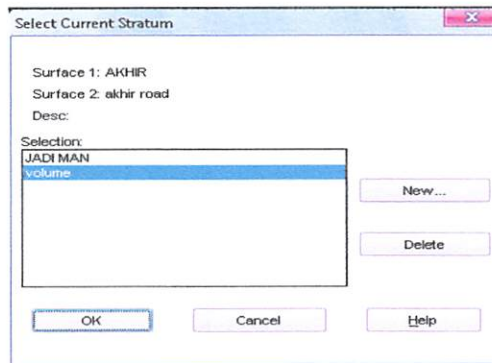 Select Current Stratum
Surface 1: AKHIR
Surface 2: akhir road
Desc:
Selection:
JADI MAN
volume
New...
Delete
OK
Cancel
Help